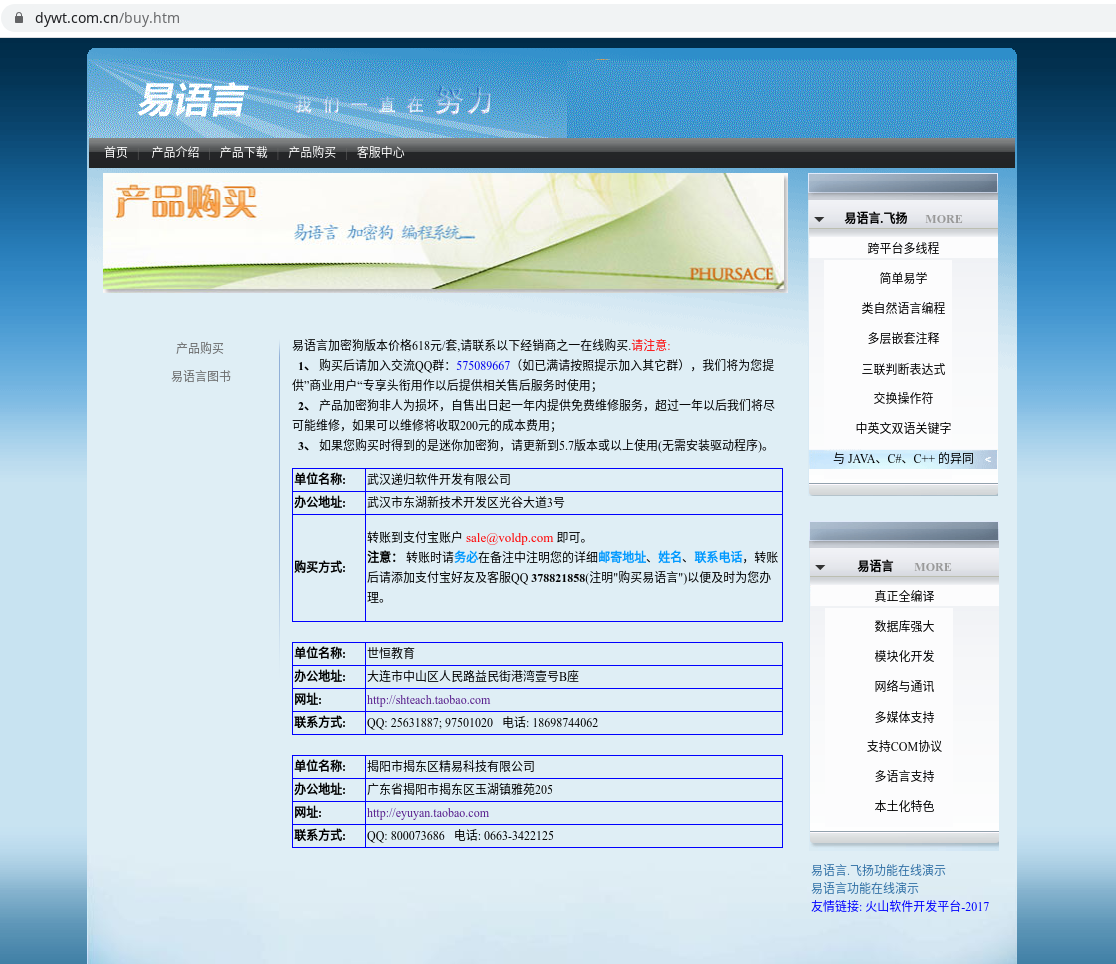 dywt.com.cn/buy.htm
易语言
我们一直在努力
首页 | 产品介绍 | 产品下载 | 产品购买 | 客服中心
产品购买
易语言 加密狗 编程系统
PHURSACE
产品购买
易语言图书
易语言加密狗版本价格618元/套,请联系以下经销商之一在线购买.请注意:
1、 购买后请加入交流QQ群：575089667（如已满请按照提示加入其它群），我们将为您提
供”商业用户“专享头衔用作以后提供相关售后服务时使用；
2、 产品加密狗非人为损坏，自售出日起一年内提供免费维修服务，超过一年以后我们将尽
可能维修，如果可以维修将收取200元的成本费用；
3、 如果您购买时得到的是迷你加密狗，请更新到5.7版本或以上使用(无需安装驱动程序)。
单位名称: 武汉递归软件开发有限公司
办公地址: 武汉市东湖新技术开发区光谷大道3号
购买方式:
转账到支付宝账户 sale@voldp.com 即可。
注意： 转账时请务必在备注中注明您的详细邮寄地址、姓名、联系电话，转账
后请添加支付宝好友及客服QQ 378821858(注明"购买易语言")以便及时为您办
理。
单位名称: 世恒教育
办公地址: 大连市中山区人民路益民街港湾壹号B座
网址: http://shteach.taobao.com
联系方式: QQ: 25631887; 97501020 电话: 18698744062
单位名称: 揭阳市揭东区精易科技有限公司
办公地址: 广东省揭阳市揭东区玉湖镇雅苑205
网址: http://eyuyan.taobao.com
联系方式: QQ: 800073686 电话: 0663-3422125
易语言.飞扬 MORE
跨平台多线程
简单易学
类自然语言编程
多层嵌套注释
三联判断表达式
交换操作符
中英文双语关键字
与 JAVA、C#、C++ 的异同 <
易语言 MORE
真正全编译
数据库强大
模块化开发
网络与通讯
多媒体支持
支持COM协议
多语言支持
本土化特色
易语言.飞扬功能在线演示
易语言功能在线演示
友情链接: 火山软件开发平台-2017